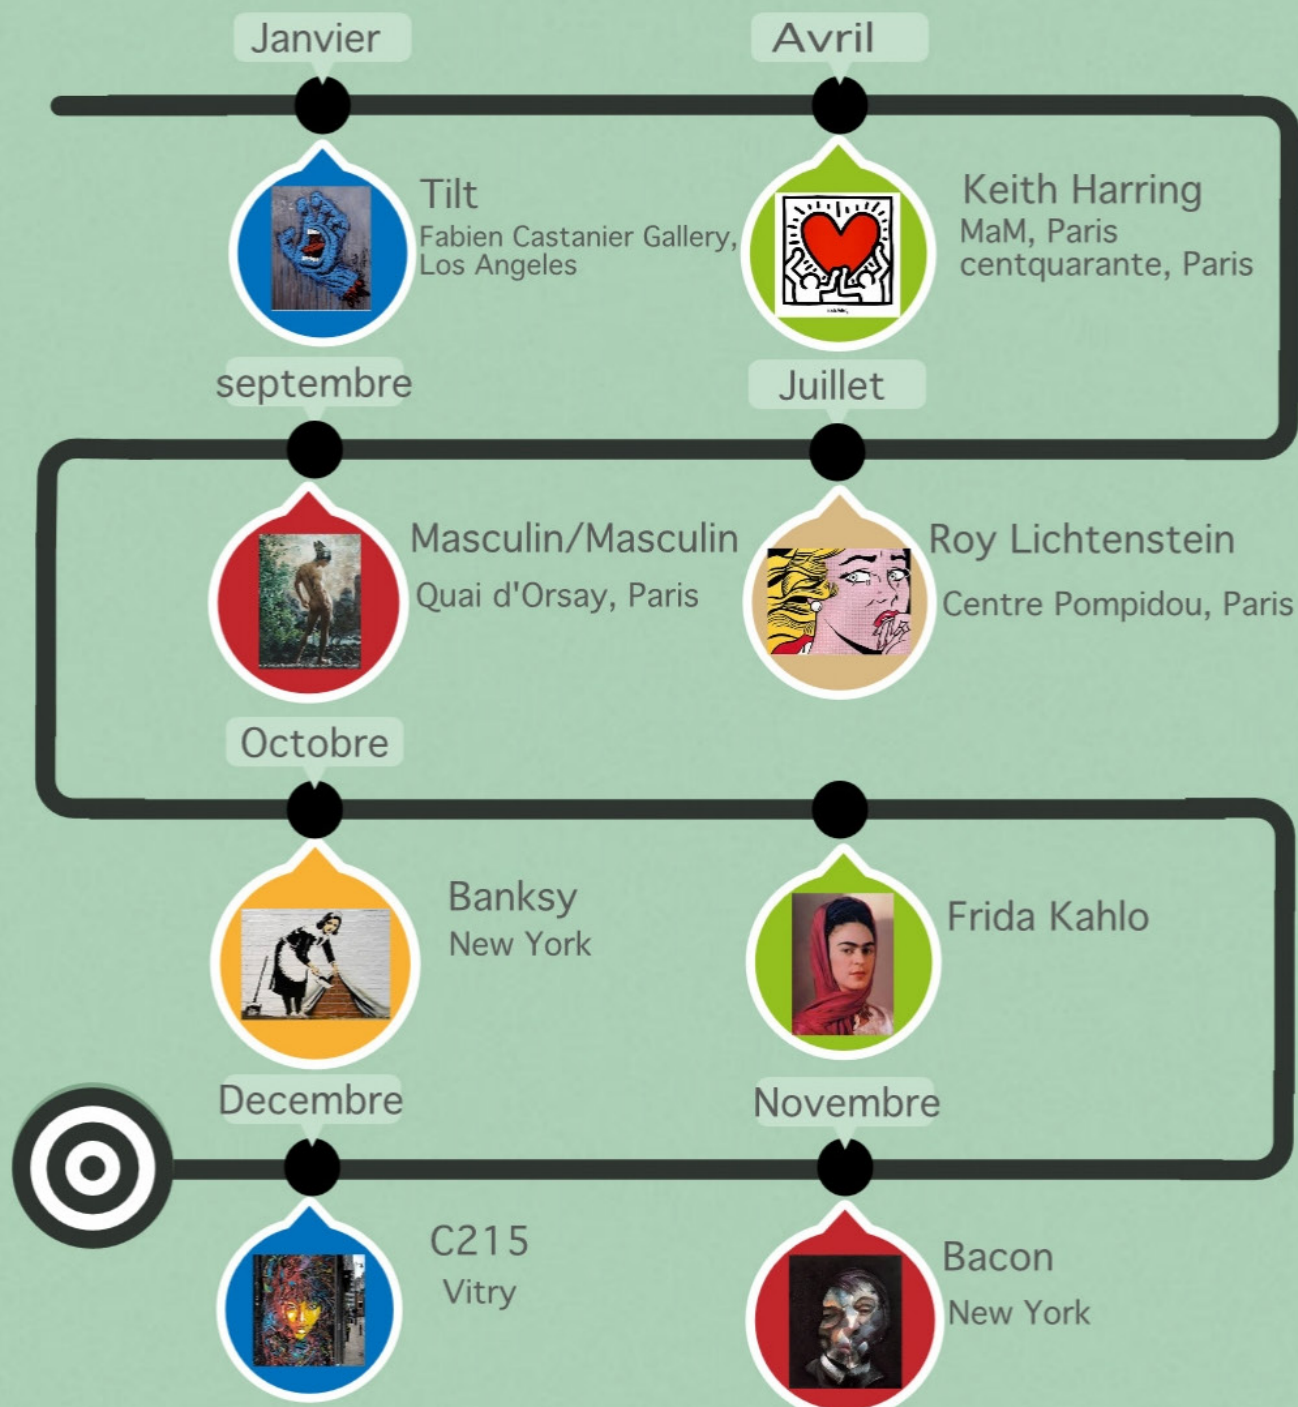 Janvier
Avril
Tilt
Fabien Castanier Gallery,
Los Angeles
Keith Harring
MaM, Paris
centquarante, Paris
septembre
Juillet
Masculin/Masculin
Quai d'Orsay, Paris
Roy Lichtenstein
Centre Pompidou, Paris
Octobre
Banksy
New York
Frida Kahlo
Decembre
Novembre
C215
Vitry
Bacon
New York